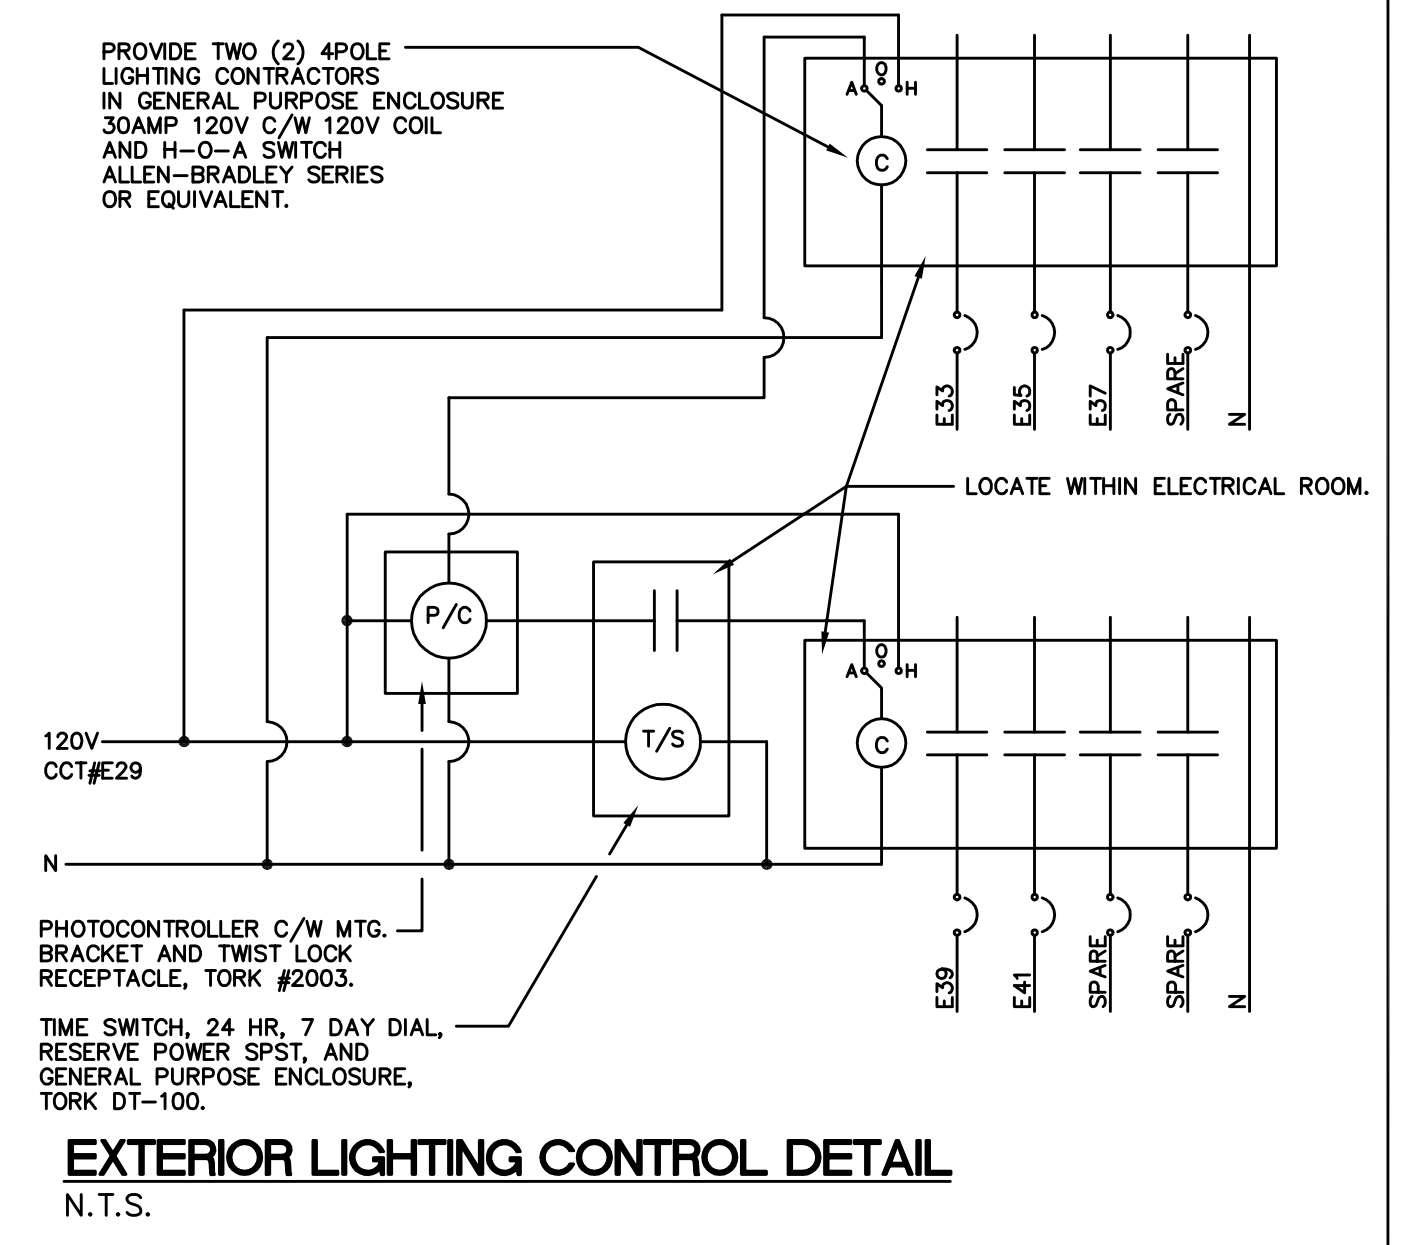 PROVIDE TWO (2) 4POLE
LIGHTING CONTRACTORS
IN GENERAL PURPOSE ENCLOSURE
30AMP 120V C/W 120V COIL
AND H-O-A SWITCH
ALLEN-BRADLEY SERIES
OR EQUIVALENT.
O
A H
C
E33
E35
E37
SPARE
N
LOCATE WITHIN ELECTRICAL ROOM.
P/C
T/S
O
A H
C
E39
E41
SPARE
SPARE
N
120V
CCT#E29
N
PHOTOCONTROLLER C/W MTG.
BRACKET AND TWIST LOCK
RECEPTACLE, TORK #2003.
TIME SWITCH, 24 HR, 7 DAY DIAL,
RESERVE POWER SPST, AND
GENERAL PURPOSE ENCLOSURE,
TORK DT-100.
EXTERIOR LIGHTING CONTROL DETAIL
N.T.S.